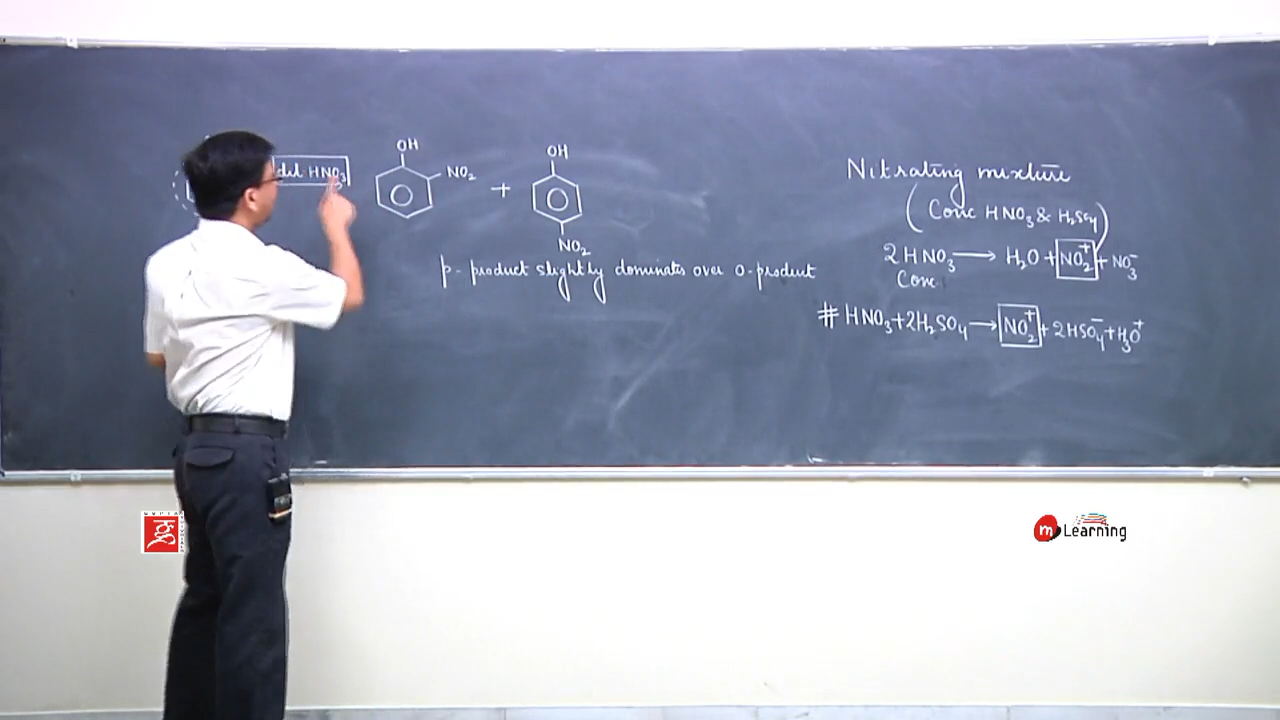 dil HNO₃
OH
NO₂
+
OH
NO₂
p- product slightly dominates over o-product
Nitrating mixture
(Conc HNO₃ & H₂SO₄)
2HNO₃ → H₂O + NO₂⁺ + NO₃⁻
Conc
# HNO₃ + 2H₂SO₄ → NO₂⁺ + 2HSO₄⁻ + H₃O⁺
m Learning